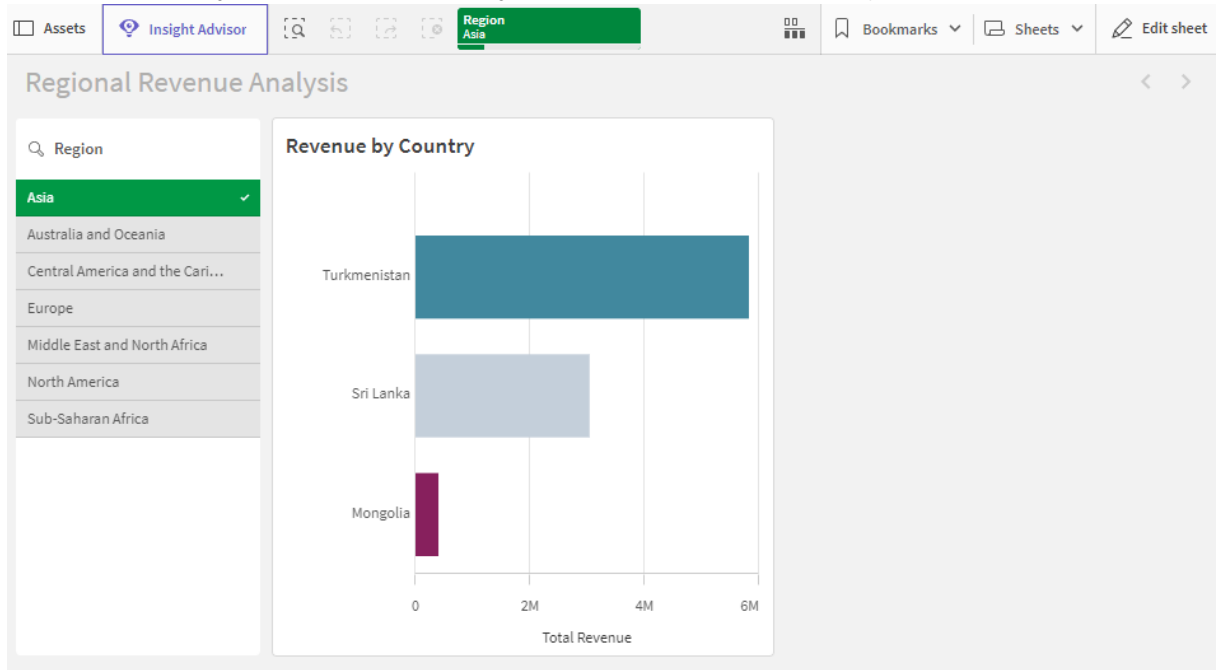 Assets
Insight Advisor
Region
Asia
Bookmarks
Sheets
Edit sheet
Regional Revenue Analysis
Region
Asia
Australia and Oceania
Central America and the Cari...
Europe
Middle East and North Africa
North America
Sub-Saharan Africa
Revenue by Country
Turkmenistan
Sri Lanka
Mongolia
0 2M 4M 6M
Total Revenue